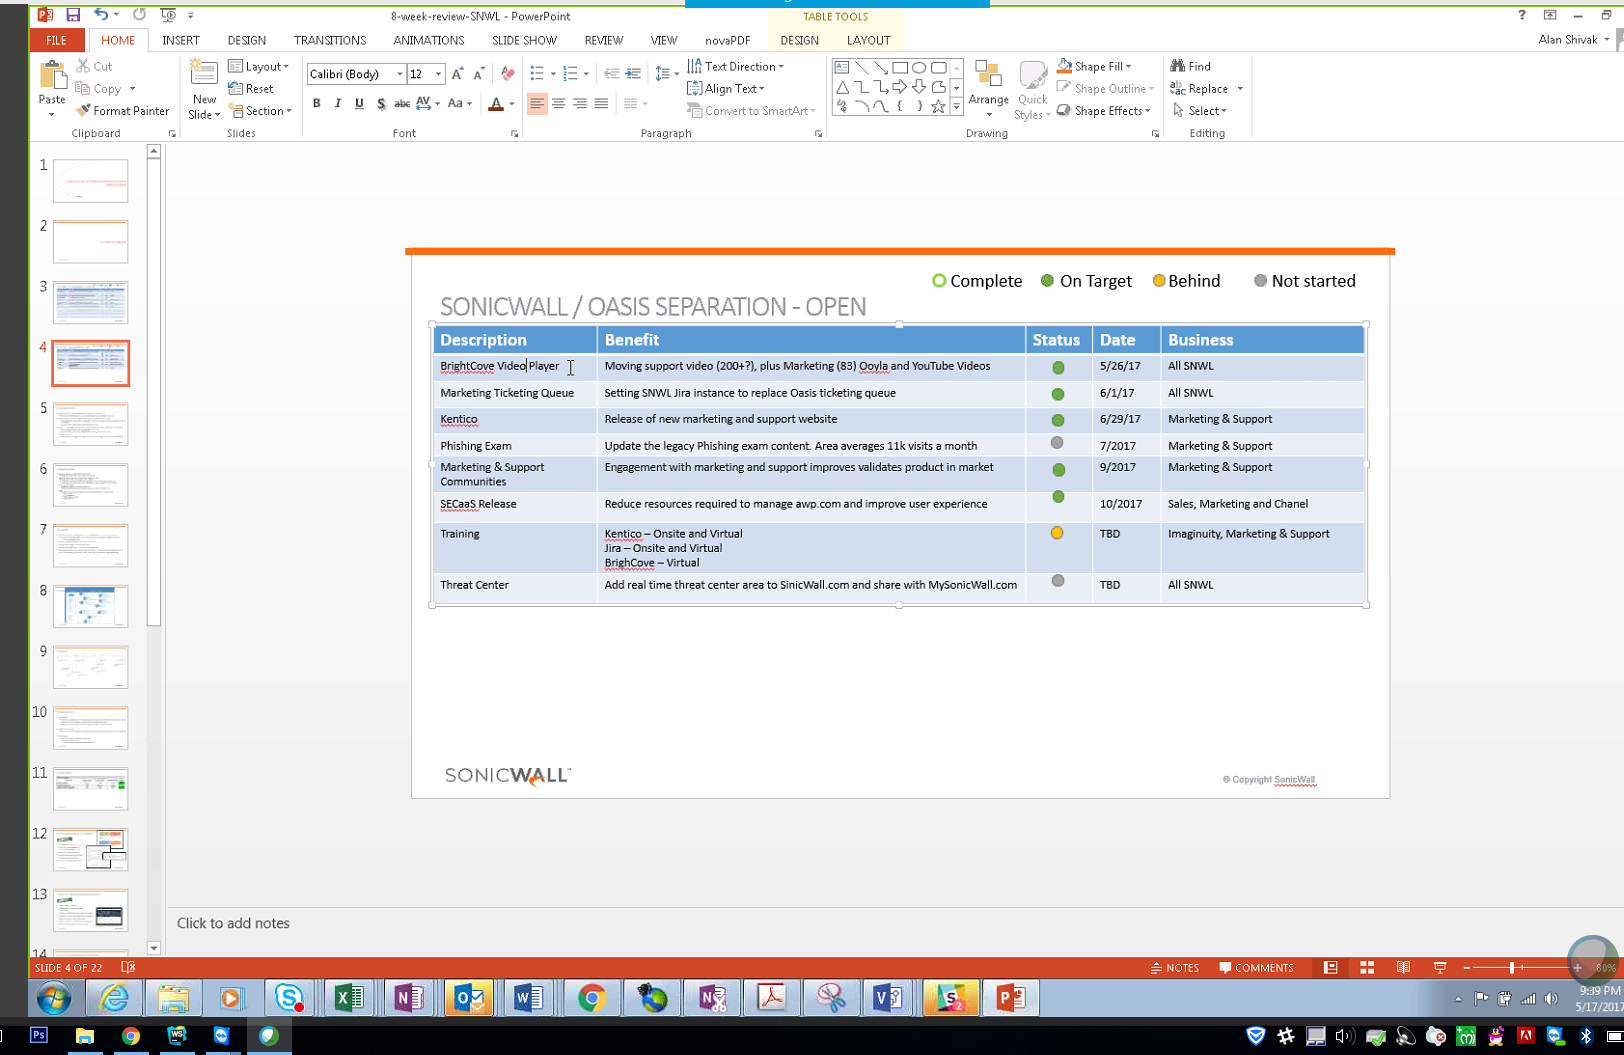 8-week-review-SNWL - PowerPoint
TABLE TOOLS
?
FILE HOME INSERT DESIGN TRANSITIONS ANIMATIONS SLIDE SHOW REVIEW VIEW novaPDF DESIGN LAYOUT
Alan Shivak
Paste
Cut
Copy
Format Painter
Clipboard
New Slide
Layout
Reset
Section
Slides
Calibri (Body) 12
B I U S abc AV Aa A
Font
Text Direction
Align Text
Convert to SmartArt
Paragraph
Arrange
Quick Styles
Shape Fill
Shape Outline
Shape Effects
Drawing
Find
Replace
Select
Editing
1
2
3
4
5
6
7
8
9
10
11
12
13
14
Complete On Target Behind Not started
SONICWALL / OASIS SEPARATION - OPEN
Description Benefit Status Date Business
BrightCove Video Player Moving support video (200+?), plus Marketing (83) Ooyla and YouTube Videos 5/26/17 All SNWL
Marketing Ticketing Queue Setting SNWL Jira instance to replace Oasis ticketing queue 6/1/17 All SNWL
Kentico Release of new marketing and support website 6/29/17 Marketing & Support
Phishing Exam Update the legacy Phishing exam content. Area averages 11k visits a month 7/2017 Marketing & Support
Marketing & Support Engagement with marketing and support improves validates product in market 9/2017 Marketing & Support
Communities
SECaaS Release Reduce resources required to manage awp.com and improve user experience 10/2017 Sales, Marketing and Chanel
Training Kentico – Onsite and Virtual TBD Imaginuity, Marketing & Support
Jira – Onsite and Virtual
BrighCove – Virtual
Threat Center Add real time threat center area to SinicWall.com and share with MySonicWall.com TBD All SNWL
SONICWALL™
© Copyright SonicWall
Click to add notes
SLIDE 4 OF 22
NOTES COMMENTS 80%
9:39 PM
5/17/2017